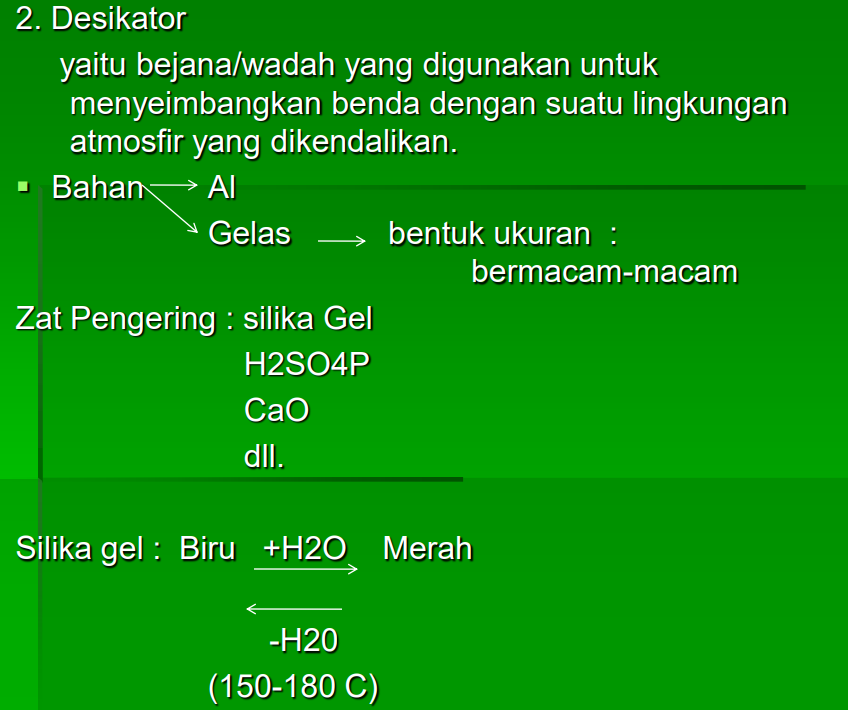 2. Desikator
yaitu bejana/wadah yang digunakan untuk
menyeimbangkan benda dengan suatu lingkungan
atmosfir yang dikendalikan.
Bahan Al
Gelas bentuk ukuran :
bermacam-macam
Zat Pengering : silika Gel
H2SO4P
CaO
dll.
Silika gel : Biru +H2O Merah
-H20
(150-180 C)